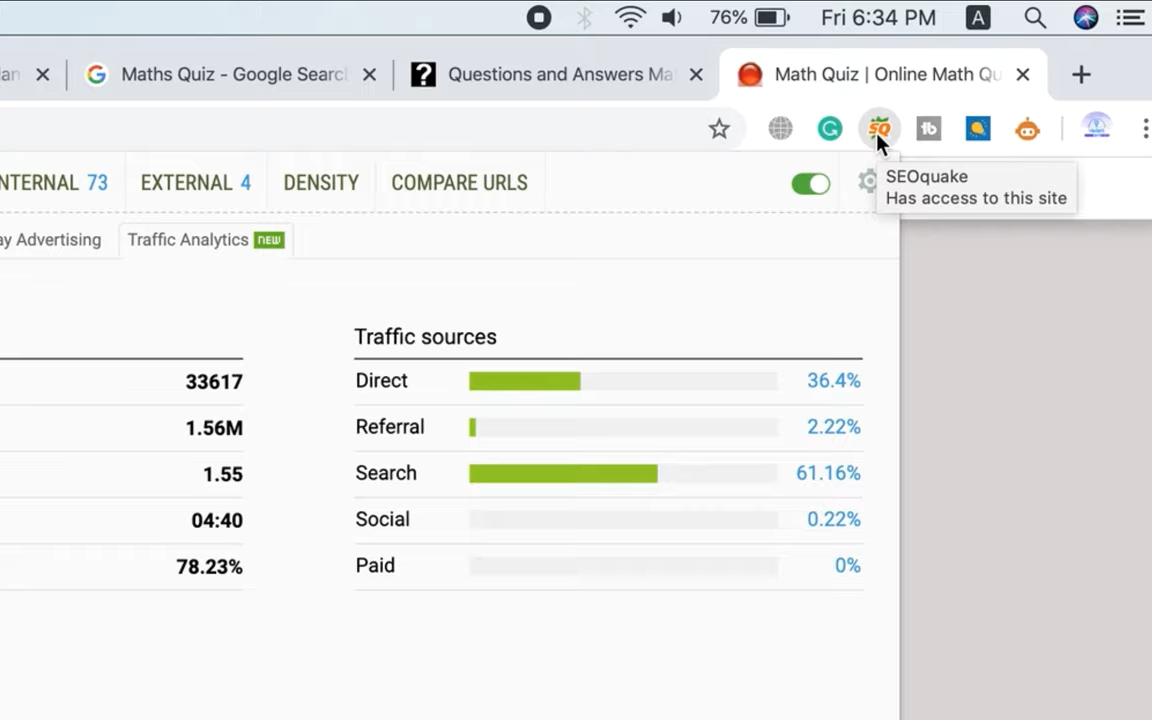 76% Fri 6:34 PM A
Maths Quiz - Google Searc
? Questions and Answers Ma
Math Quiz | Online Math Qu
SQ tb
NTERNAL 73 EXTERNAL 4 DENSITY COMPARE URLS
SEOquake
Has access to this site
ay Advertising Traffic Analytics NEW
Traffic sources
33617 Direct 36.4%
1.56M Referral 2.22%
1.55 Search 61.16%
04:40 Social 0.22%
78.23% Paid 0%